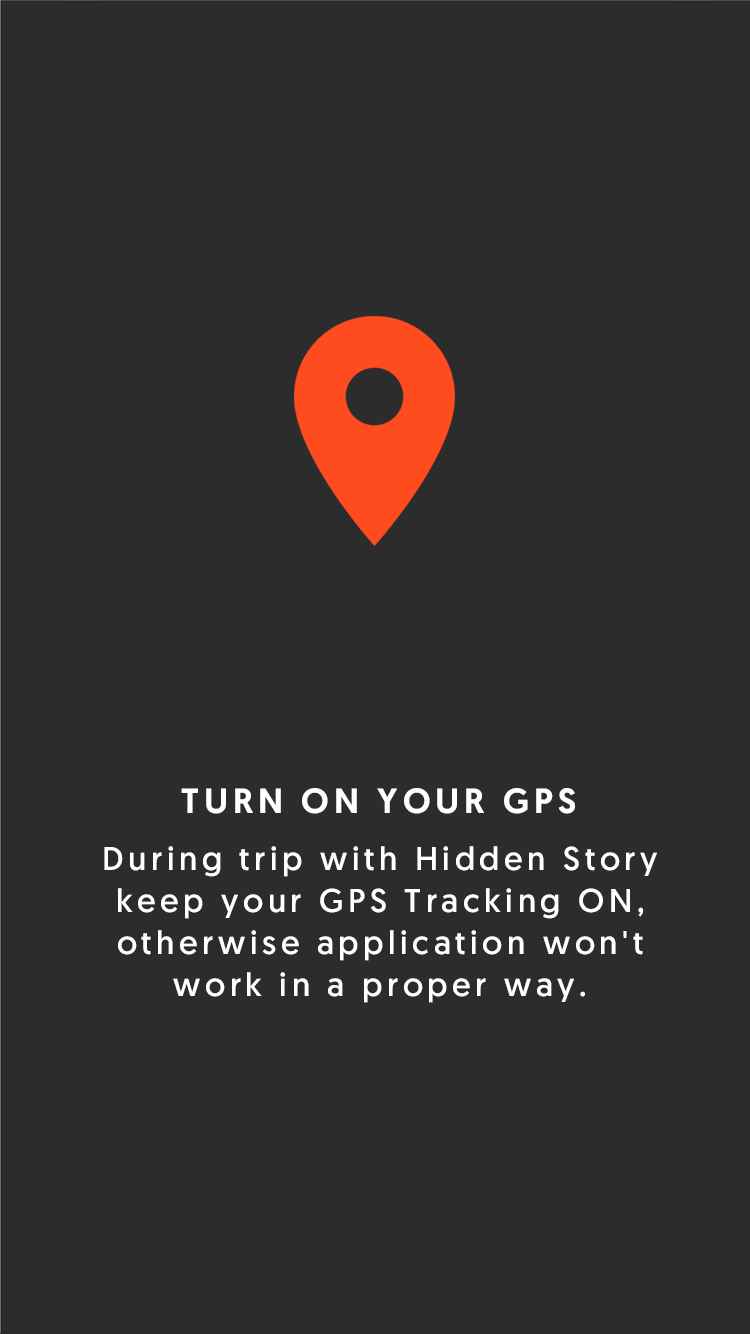 TURN ON YOUR GPS
During trip with Hidden Story
keep your GPS Tracking ON,
otherwise application won't
work in a proper way.